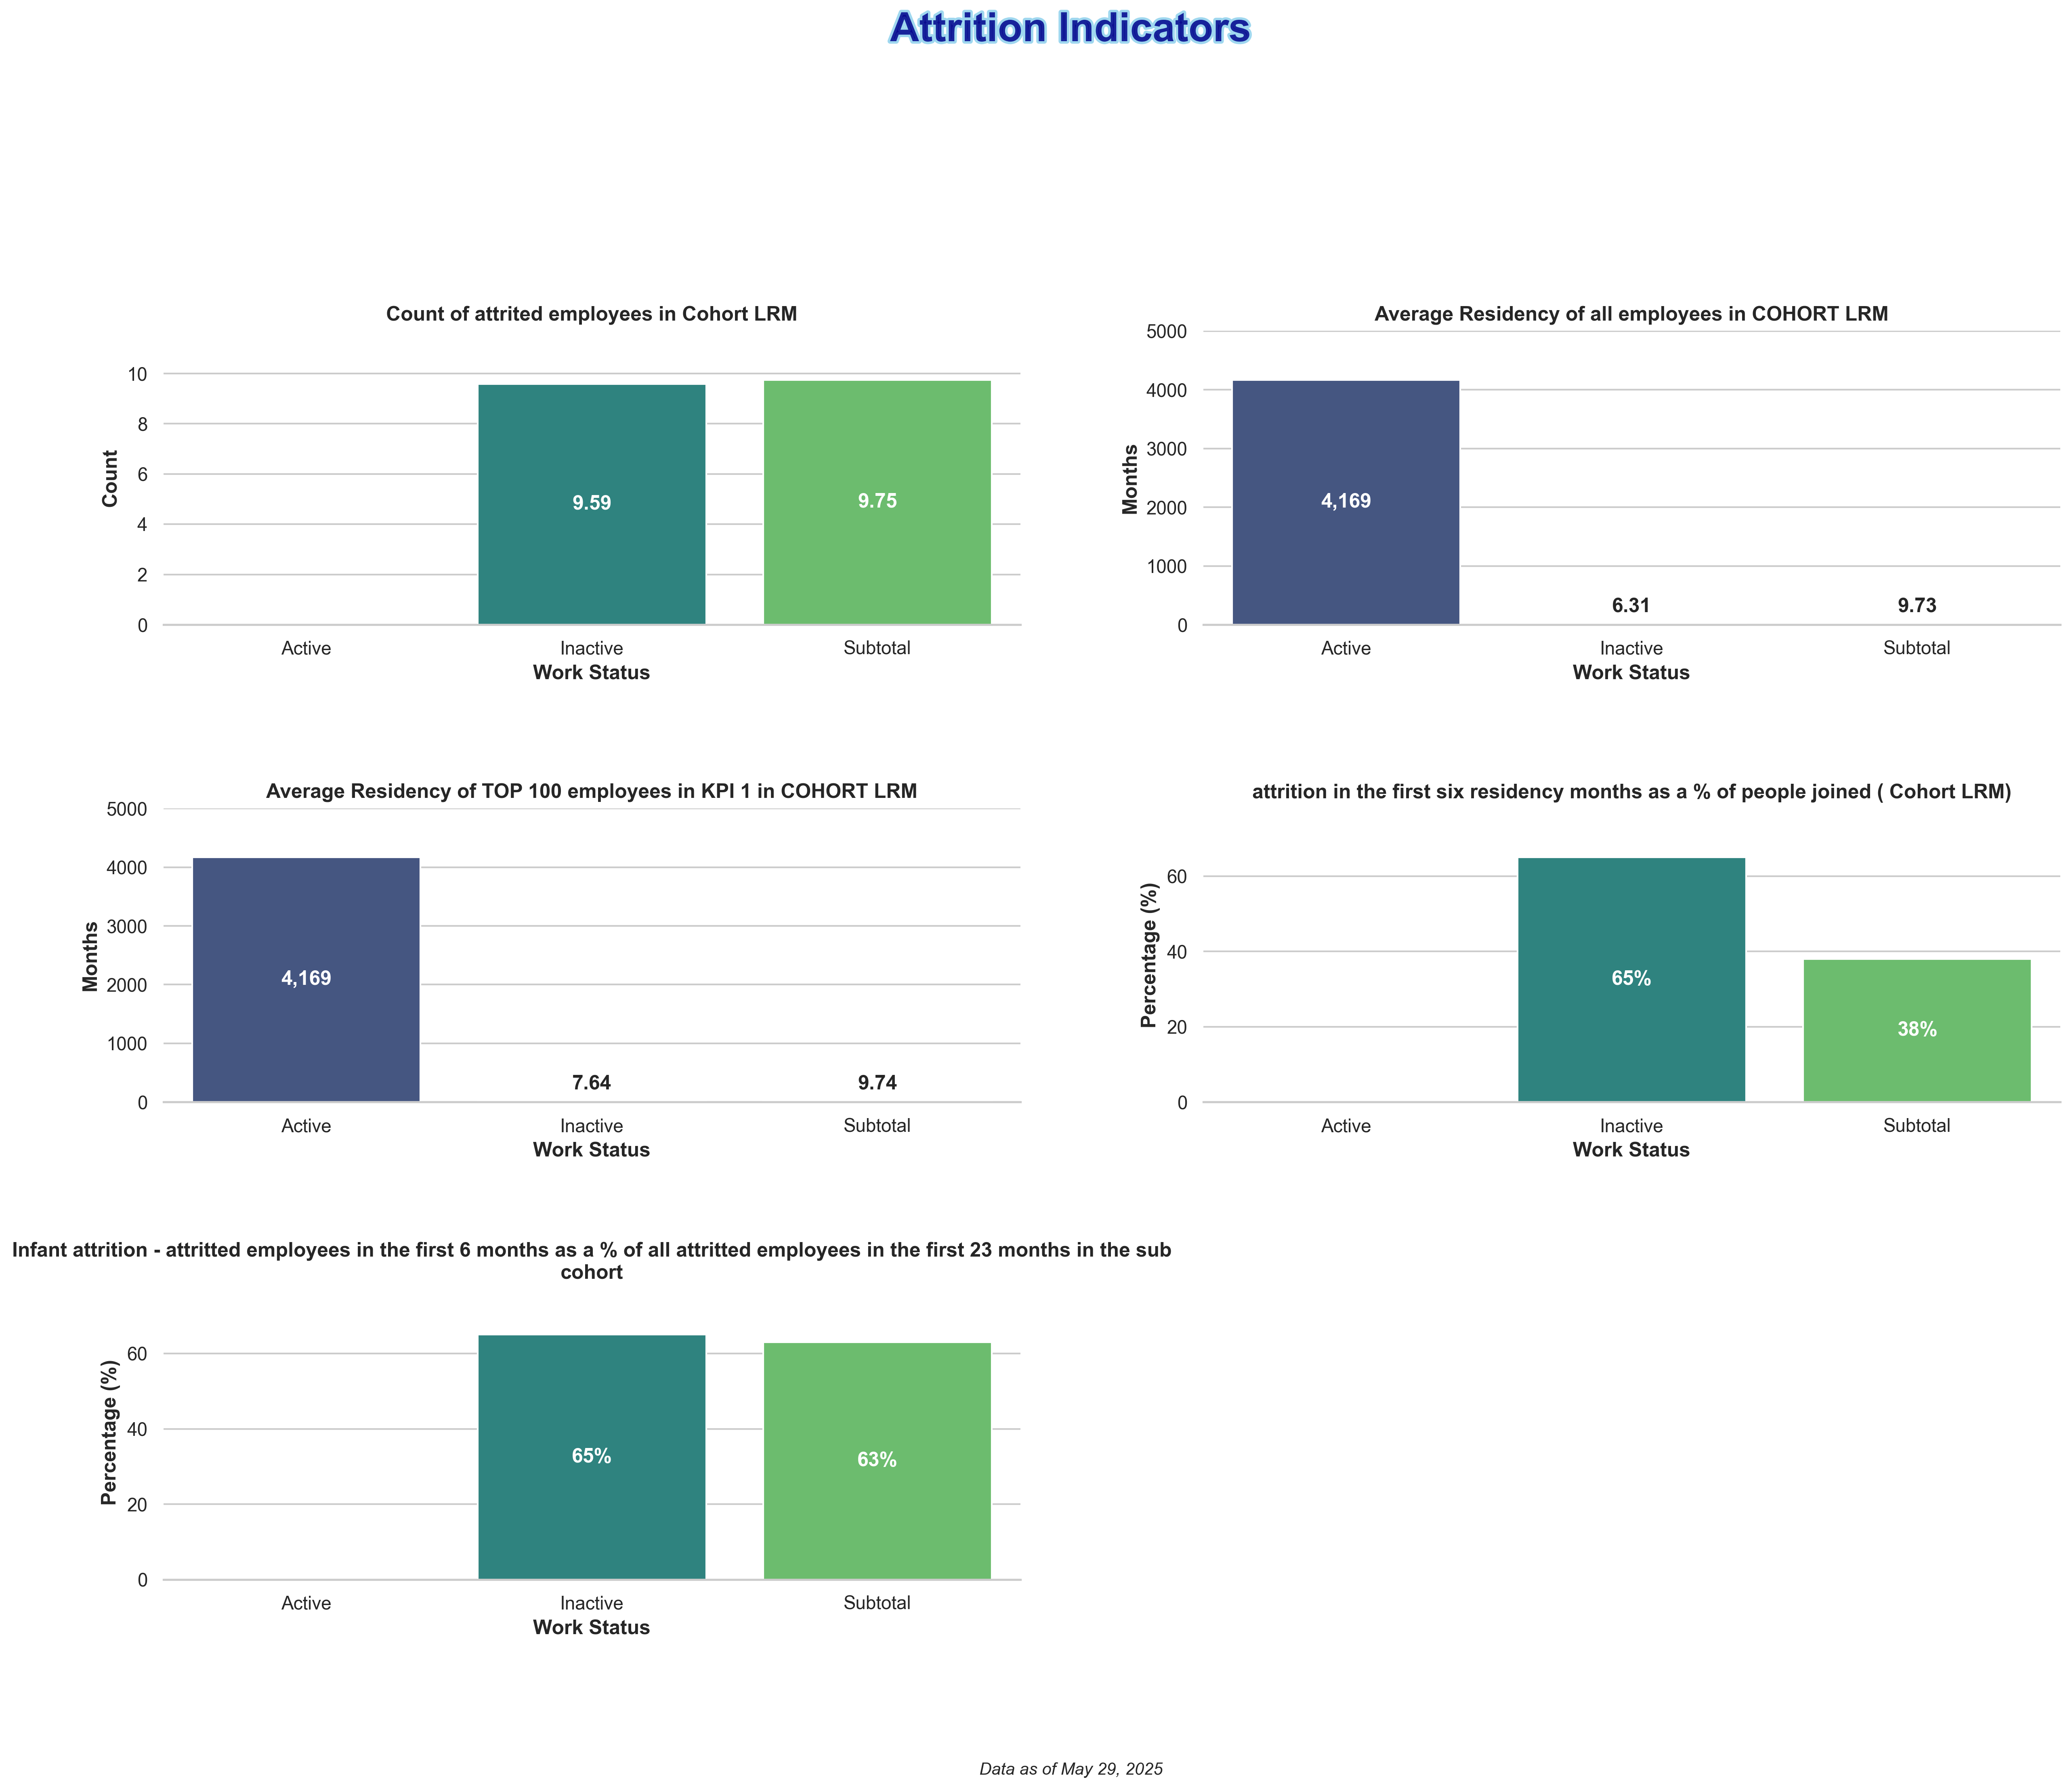 Attrition Indicators
Count of attrited employees in Cohort LRM
10
8
6
4
2
0
Count
9.59
9.75
Active
Inactive
Subtotal
Work Status
Average Residency of all employees in COHORT LRM
5000
4000
3000
2000
1000
0
Months
4,169
6.31
9.73
Active
Inactive
Subtotal
Work Status
Average Residency of TOP 100 employees in KPI 1 in COHORT LRM
5000
4000
3000
2000
1000
0
Months
4,169
7.64
9.74
Active
Inactive
Subtotal
Work Status
attrition in the first six residency months as a % of people joined ( Cohort LRM)
60
40
20
0
Percentage (%)
65%
38%
Active
Inactive
Subtotal
Work Status
Infant attrition - attritted employees in the first 6 months as a % of all attritted employees in the first 23 months in the sub
cohort
60
40
20
0
Percentage (%)
65%
63%
Active
Inactive
Subtotal
Work Status
Data as of May 29, 2025